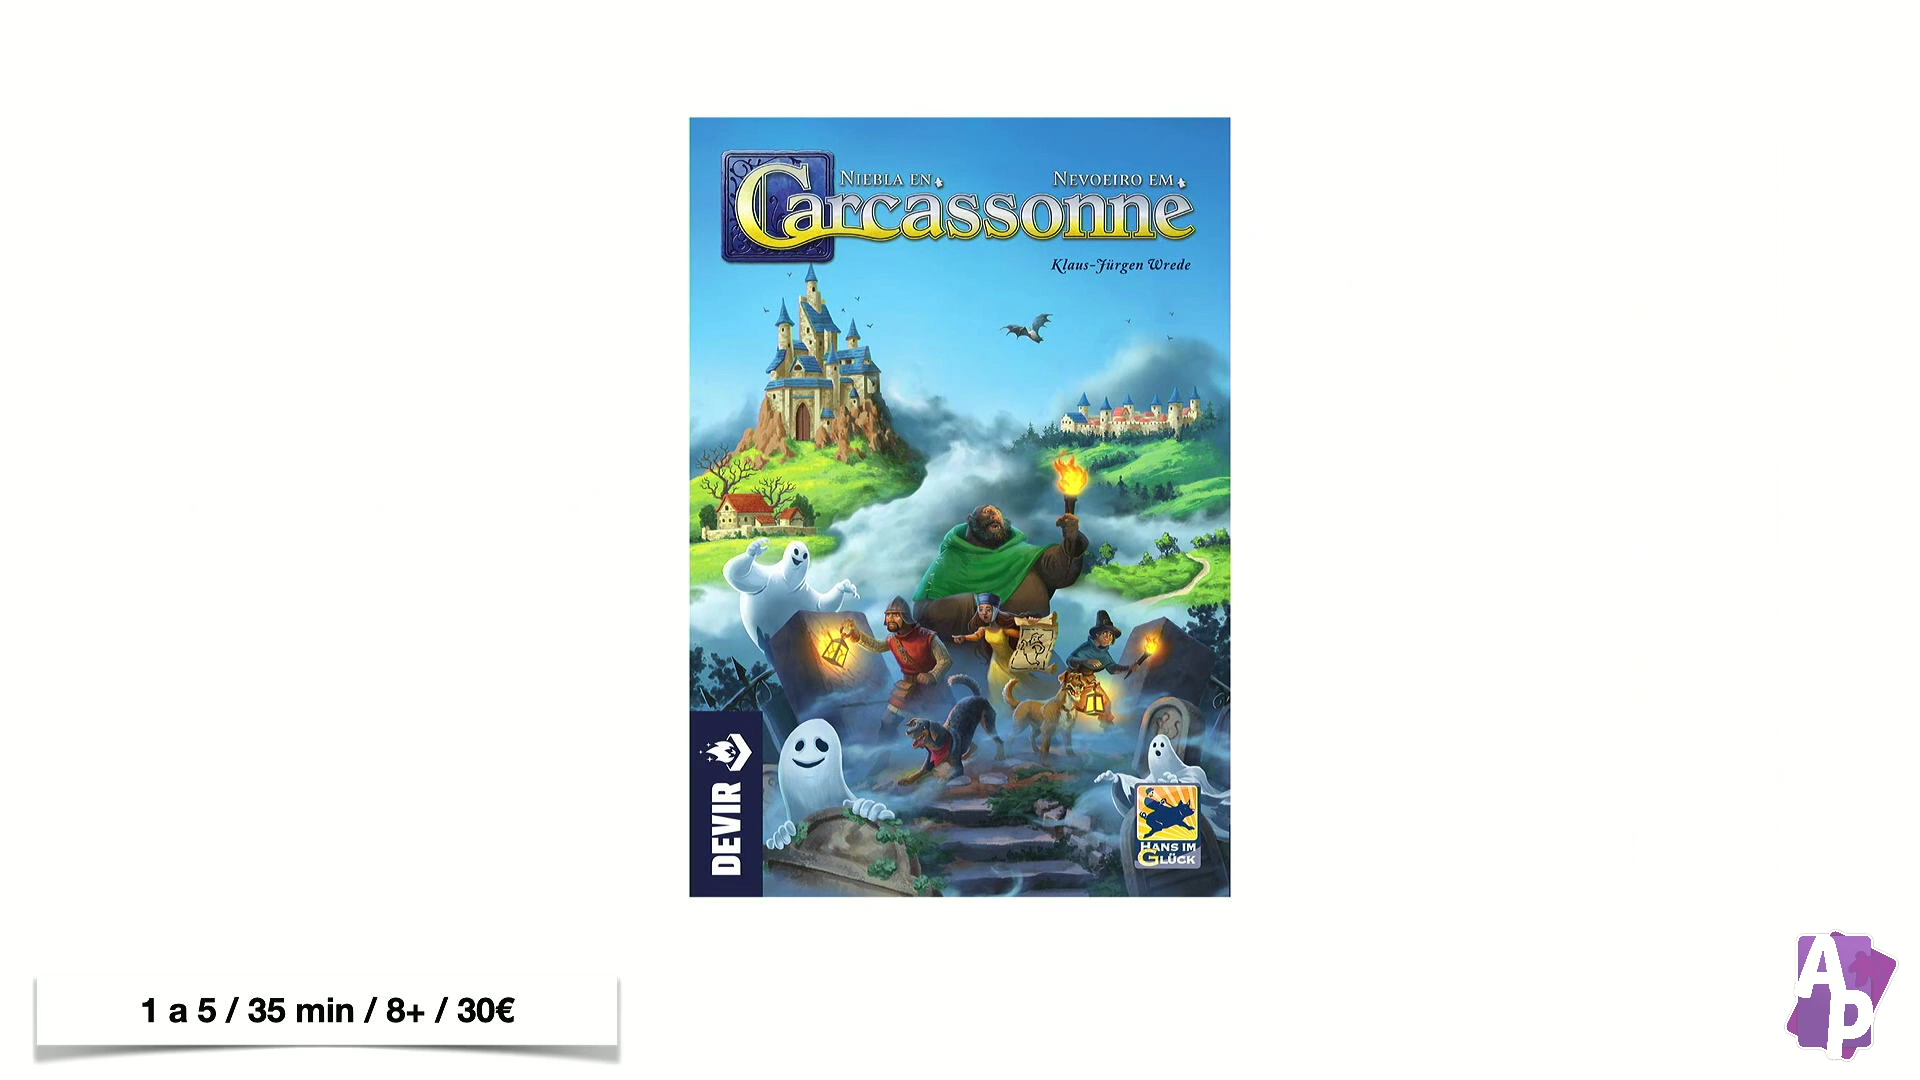 NIEBLA EN
NEVOEIRO EM
Carcassonne
Klaus-Jürgen Wrede
DEVIR
HANS IM
GLÜCK
1 a 5 / 35 min / 8+ / 30€
AP